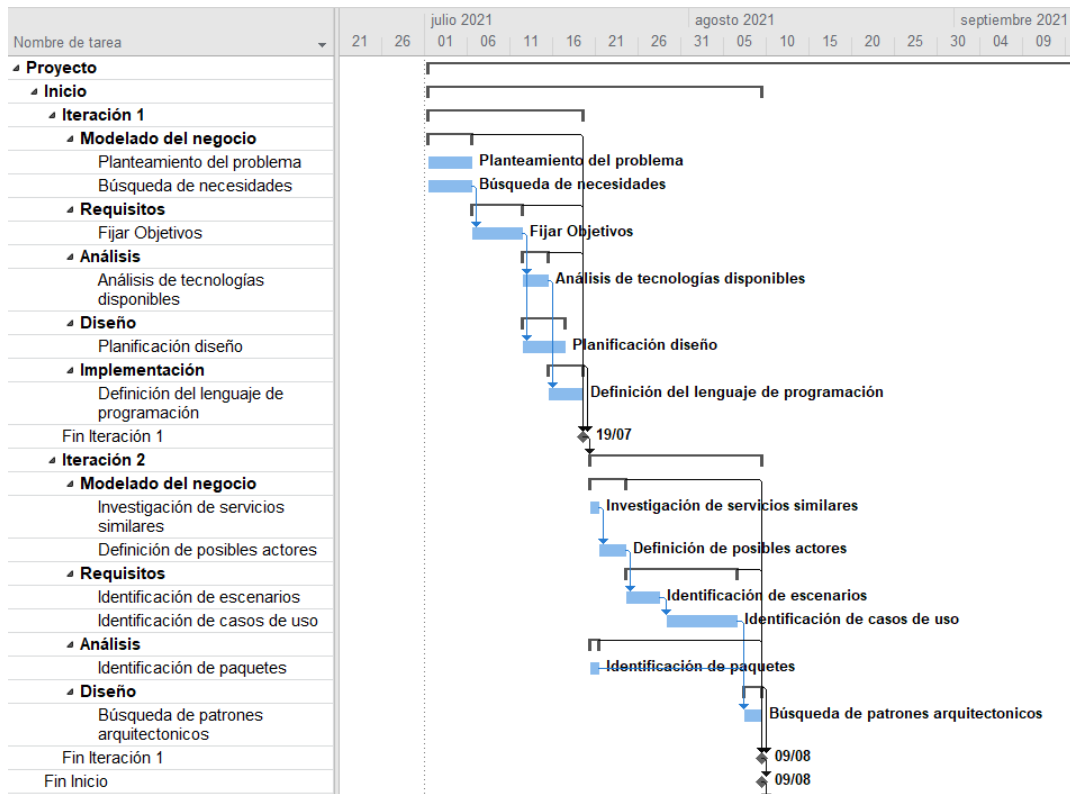 julio 2021 agosto 2021 septiembre 2021
Nombre de tarea 21 26 01 06 11 16 21 26 31 05 10 15 20 25 30 04 09
Proyecto
Inicio
Iteración 1
Modelado del negocio
Planteamiento del problema Planteamiento del problema
Búsqueda de necesidades Búsqueda de necesidades
Requisitos
Fijar Objetivos Fijar Objetivos
Análisis
Análisis de tecnologías Análisis de tecnologías disponibles
disponibles
Diseño
Planificación diseño Planificación diseño
Implementación
Definición del lenguaje de Definición del lenguaje de programación
programación
Fin Iteración 1 19/07
Iteración 2
Modelado del negocio
Investigación de servicios Investigación de servicios similares
similares
Definición de posibles actores Definición de posibles actores
Requisitos
Identificación de escenarios Identificación de escenarios
Identificación de casos de uso Identificación de casos de uso
Análisis
Identificación de paquetes Identificación de paquetes
Diseño
Búsqueda de patrones Búsqueda de patrones arquitectonicos
arquitectonicos
Fin Iteración 1 09/08
Fin Inicio 09/08